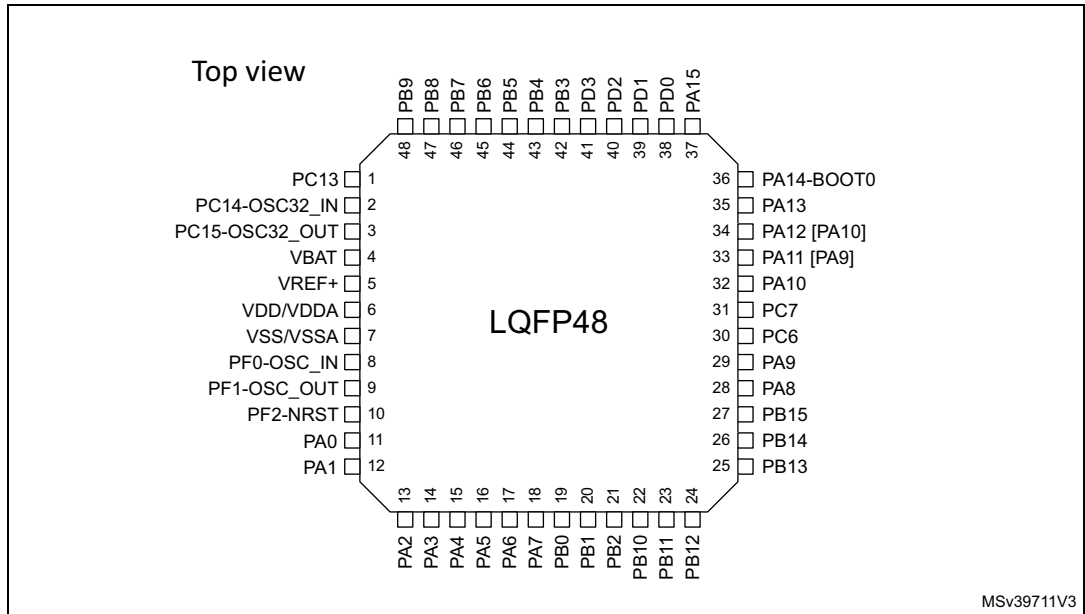 Top view
PB9
PB8
PB7
PB6
PB5
PB4
PB3
PD3
PD2
PD1
PD0
PA15
48
47
46
45
44
43
42
41
40
39
38
37
PC13 1
PC14-OSC32_IN 2
PC15-OSC32_OUT 3
VBAT 4
VREF+ 5
VDD/VDDA 6
VSS/VSSA 7
PF0-OSC_IN 8
PF1-OSC_OUT 9
PF2-NRST 10
PA0 11
PA1 12
LQFP48
36 PA14-BOOT0
35 PA13
34 PA12 [PA10]
33 PA11 [PA9]
32 PA10
31 PC7
30 PC6
29 PA9
28 PA8
27 PB15
26 PB14
25 PB13
13
14
15
16
17
18
19
20
21
22
23
24
PA2
PA3
PA4
PA5
PA6
PA7
PB0
PB1
PB2
PB10
PB11
PB12
MSv39711V3